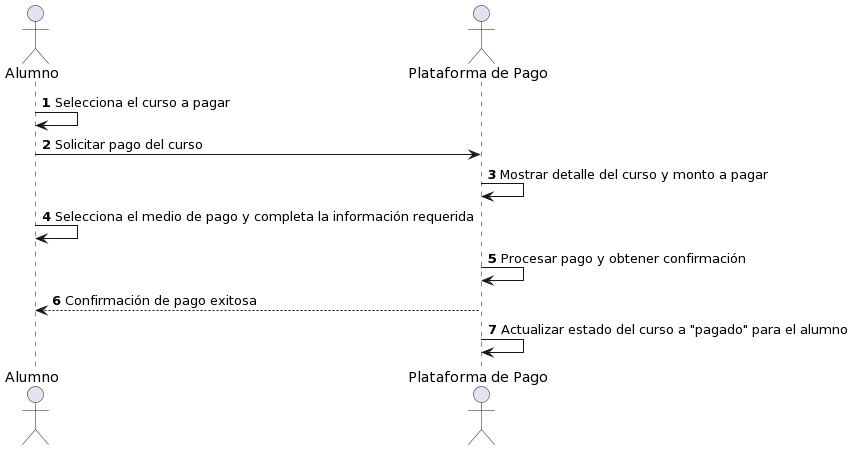 Alumno
Plataforma de Pago
1 Selecciona el curso a pagar
2 Solicitar pago del curso
3 Mostrar detalle del curso y monto a pagar
4 Selecciona el medio de pago y completa la información requerida
5 Procesar pago y obtener confirmación
6 Confirmación de pago exitosa
7 Actualizar estado del curso a "pagado" para el alumno
Alumno
Plataforma de Pago